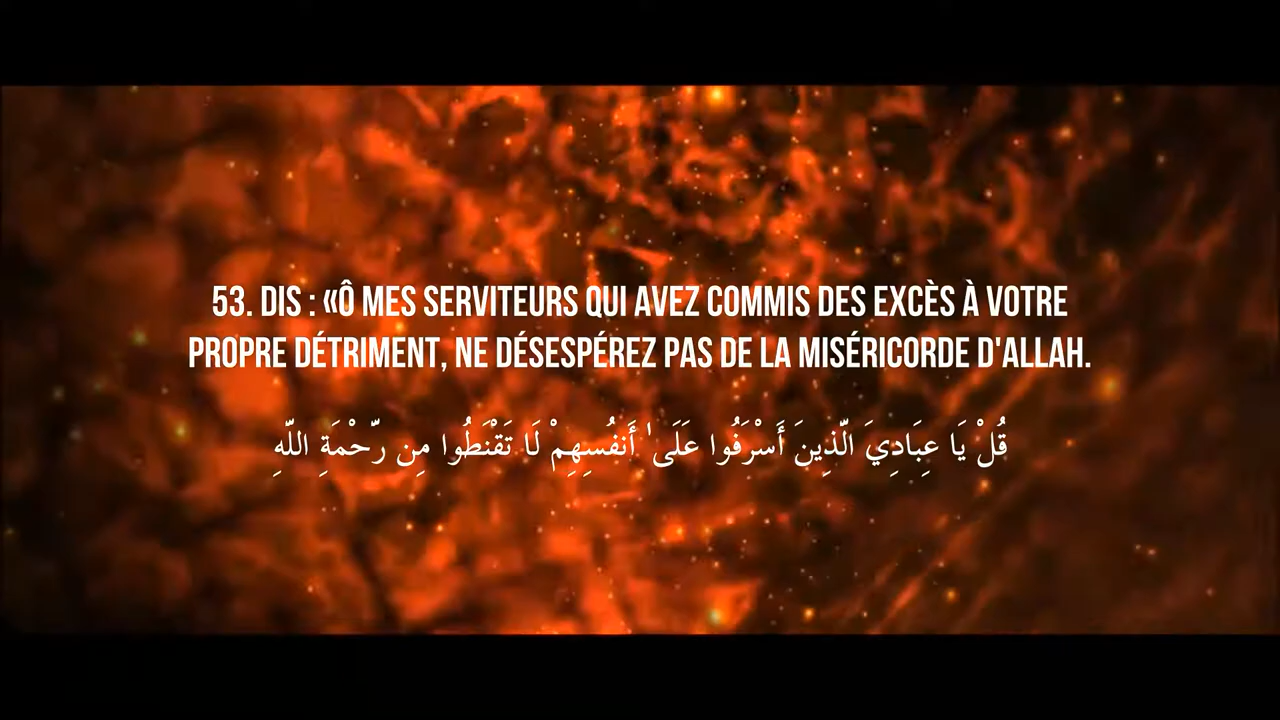 53. DIS : «Ô MES SERVITEURS QUI AVEZ COMMIS DES EXCÈS À VOTRE
PROPRE DÉTRIMENT, NE DÉSESPÉREZ PAS DE LA MISÉRICORDE D'ALLAH.
قُلْ يَا عِبَادِيَ الَّذِينَ أَسْرَفُوا عَلَىٰ أَنفُسِهِمْ لَا تَقْنَطُوا مِن رَّحْمَةِ اللَّهِ